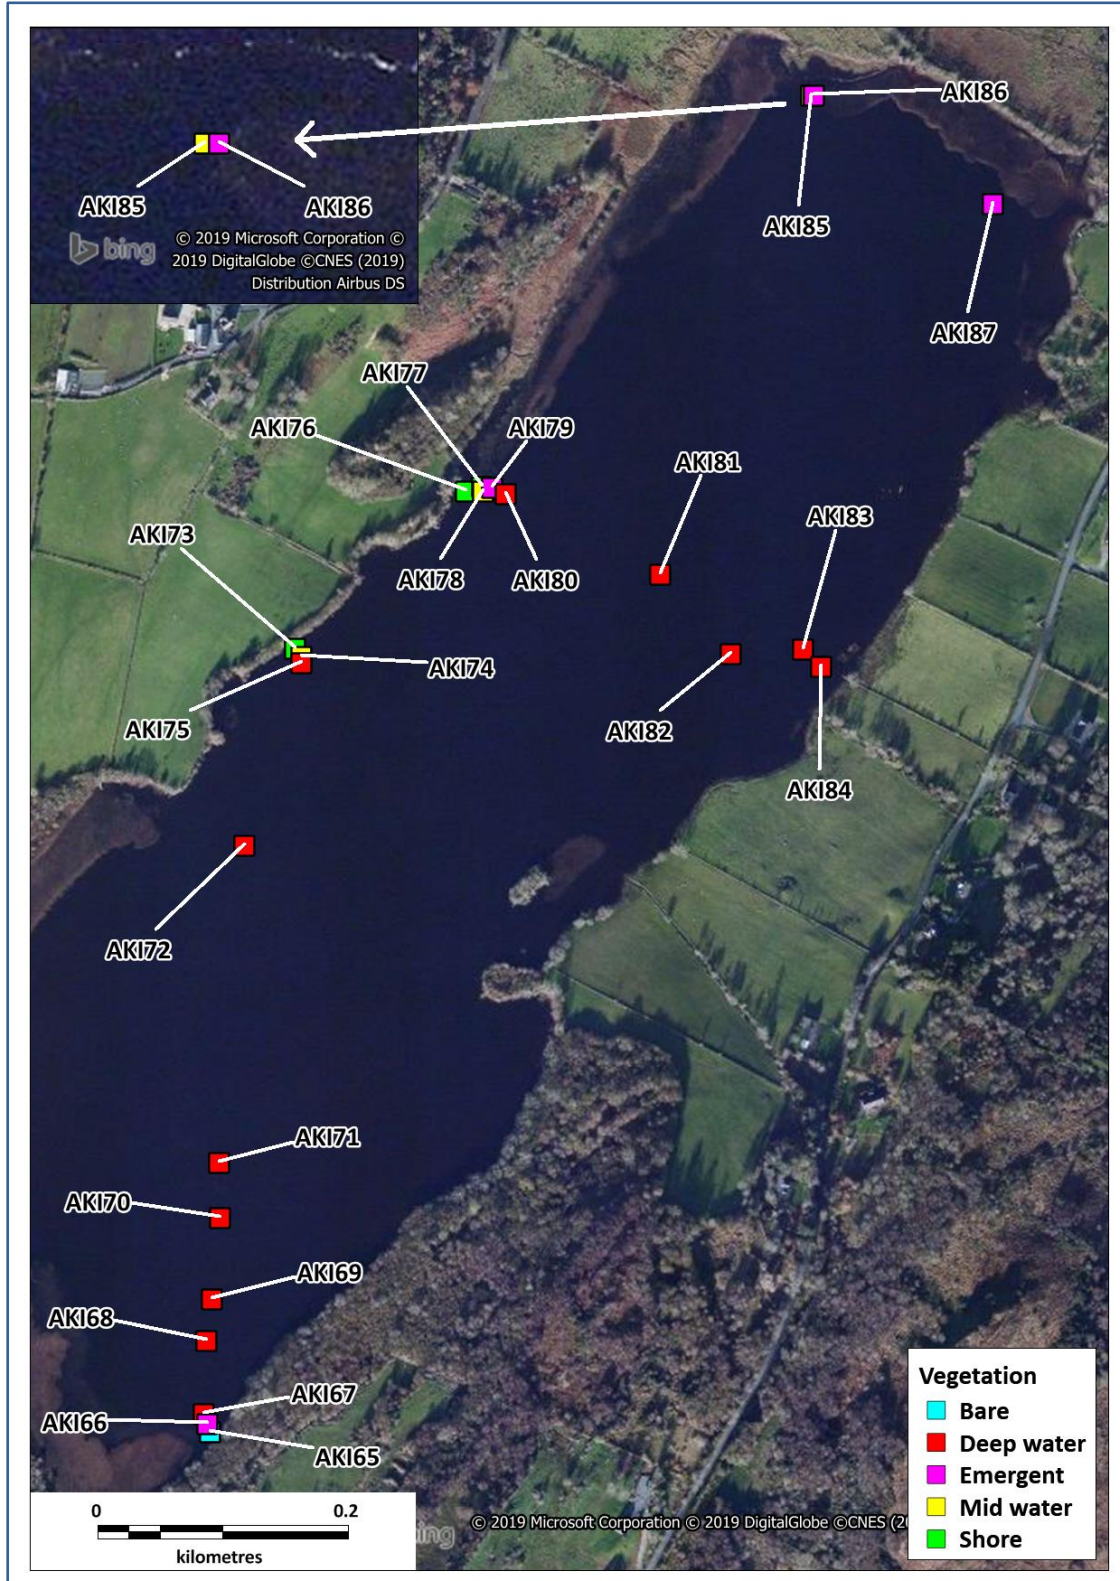 AKI85
AKI86
bing
© 2019 Microsoft Corporation ©
2019 DigitalGlobe ©CNES (2019)
Distribution Airbus DS
AKI86
AKI85
AKI87
AKI77
AKI76
AKI79
AKI81
AKI73
AKI83
AKI78
AKI80
AKI74
AKI75
AKI82
AKI84
AKI72
AKI71
AKI70
AKI69
AKI68
AKI67
AKI66
AKI65
Vegetation
Bare
Deep water
Emergent
Mid water
Shore
0 0.2
kilometres
© 2019 Microsoft Corporation © 2019 DigitalGlobe ©CNES